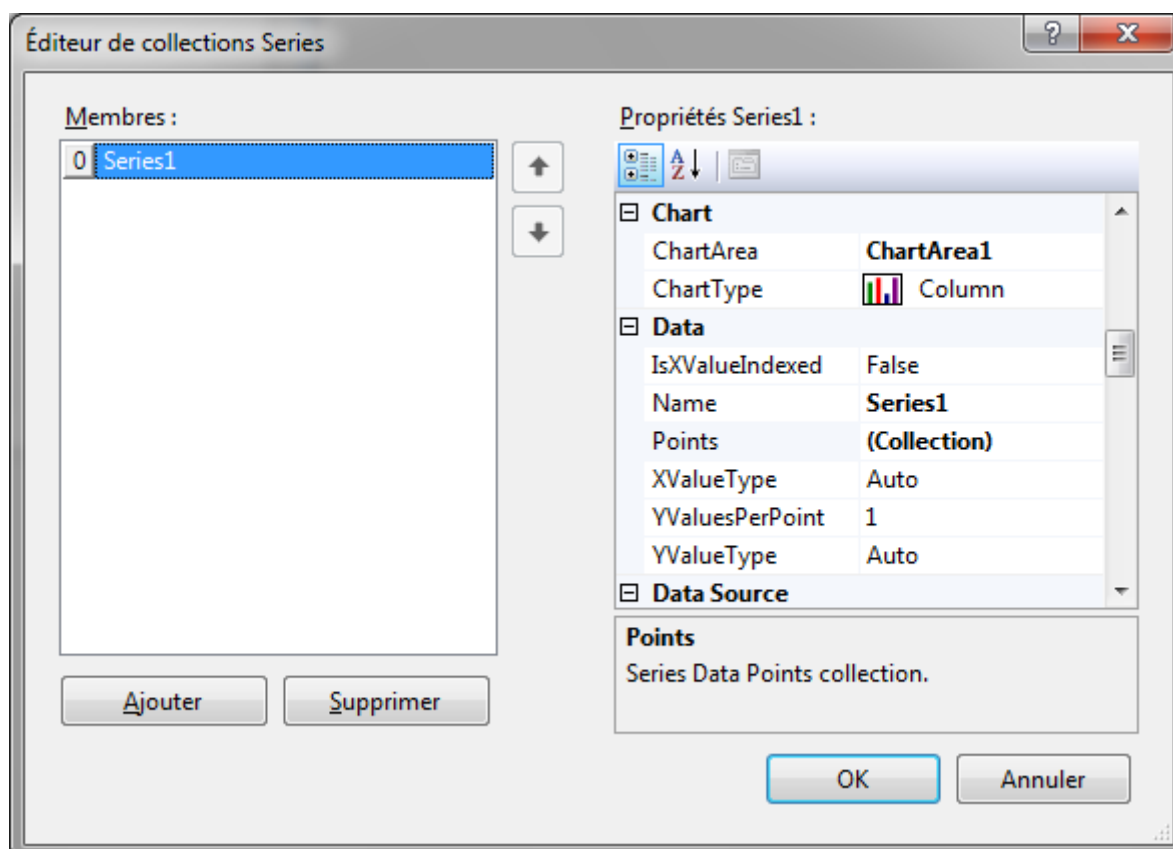 Éditeur de collections Series
Membres :
0 Series1
Propriétés Series1 :
A
Z
Chart
ChartArea ChartArea1
ChartType Column
Data
IsXValueIndexed False
Name Series1
Points (Collection)
XValueType Auto
YValuesPerPoint 1
YValueType Auto
Data Source
Points
Series Data Points collection.
Ajouter Supprimer
OK Annuler